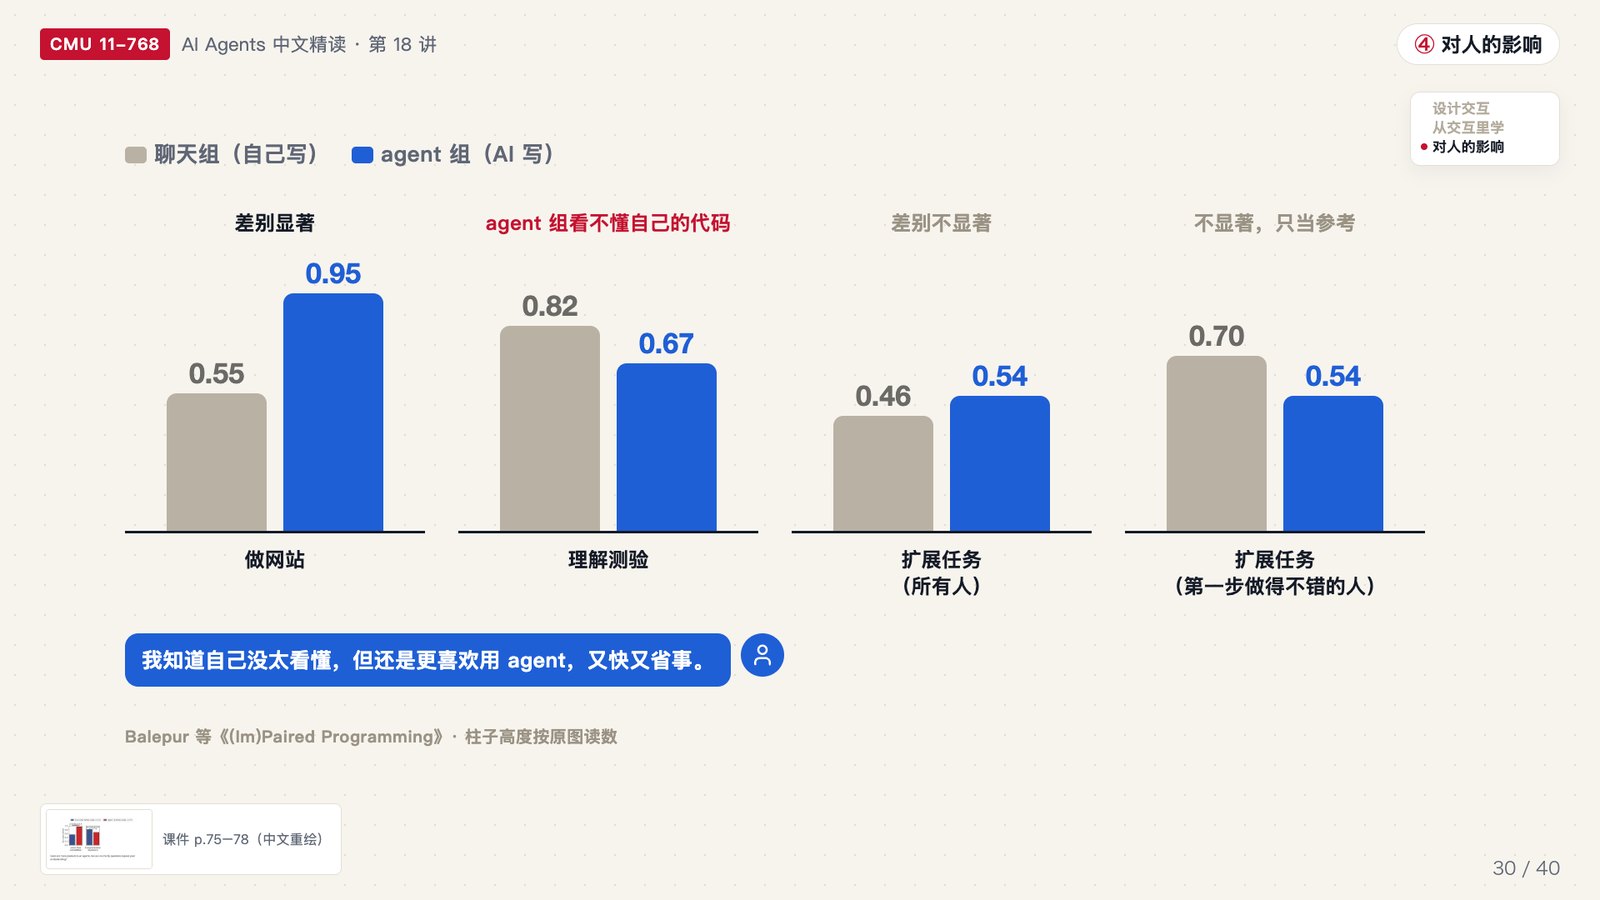 CMU 11-768 AI Agents 中文精读 · 第 18 讲
④ 对人的影响
设计交互
从交互里学
对人的影响
聊天组（自己写） agent 组（AI 写）
差别显著
agent 组看不懂自己的代码
差别不显著
不显著，只当参考
0.55 0.95
0.82 0.67
0.46 0.54
0.70 0.54
做网站
理解测验
扩展任务
（所有人）
扩展任务
（第一步做得不错的人）
我知道自己没太看懂，但还是更喜欢用 agent，又快又省事。
Balepur 等《(Im)Paired Programming》· 柱子高度按原图读数
课件 p.75—78（中文重绘）
30 / 40